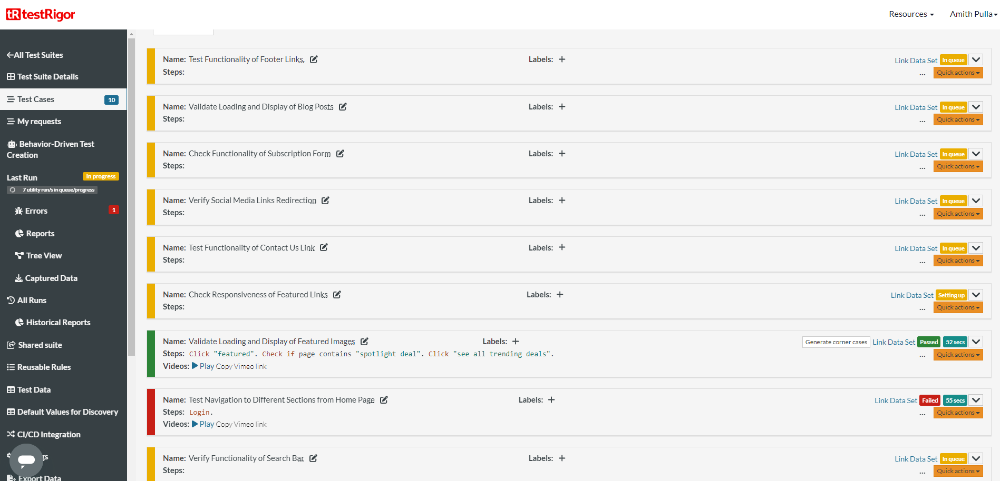 tR testRigor
Resources
Amith Pulla
All Test Suites
Test Suite Details
Test Cases 10
My requests
Behavior-Driven Test
Creation
Last Run In progress
7 utility run/s in queue/progress
Errors 1
Reports
Tree View
Captured Data
All Runs
Historical Reports
Shared suite
Reusable Rules
Test Data
Default Values for Discovery
CI/CD Integration
Export Data
Name: Test Functionality of Footer Links. Labels: + Link Data Set In queue
Steps: ... Quick actions
Name: Validate Loading and Display of Blog Posts Labels: + Link Data Set In queue
Steps: ... Quick actions
Name: Check Functionality of Subscription Form Labels: + Link Data Set In queue
Steps: ... Quick actions
Name: Verify Social Media Links Redirection Labels: + Link Data Set In queue
Steps: ... Quick actions
Name: Test Functionality of Contact Us Link Labels: + Link Data Set In queue
Steps: ... Quick actions
Name: Check Responsiveness of Featured Links Labels: + Link Data Set Setting up
Steps: ... Quick actions
Name: Validate Loading and Display of Featured Images Labels: + Generate corner cases Link Data Set Passed 52 secs
Steps: Click "featured". Check if page contains "spotlight deal". Click "see all trending deals". ... Quick actions
Videos: Play Copy Vimeo link
Name: Test Navigation to Different Sections from Home Page Labels: + Link Data Set Failed 55 secs
Steps: Login. ... Quick actions
Videos: Play Copy Vimeo link
Name: Verify Functionality of Search Bar Labels: + Link Data Set In queue
Steps: ... Quick actions